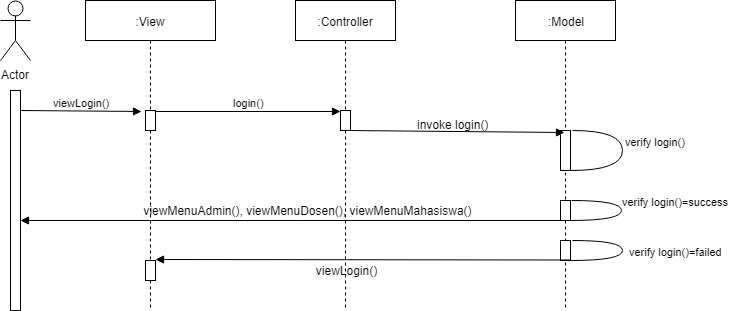 :View
:Controller
:Model
Actor
viewLogin()
login()
invoke login()
verify login()
verify login()=success
viewMenuAdmin(), viewMenuDosen(), viewMenuMahasiswa()
verify login()=failed
viewLogin()